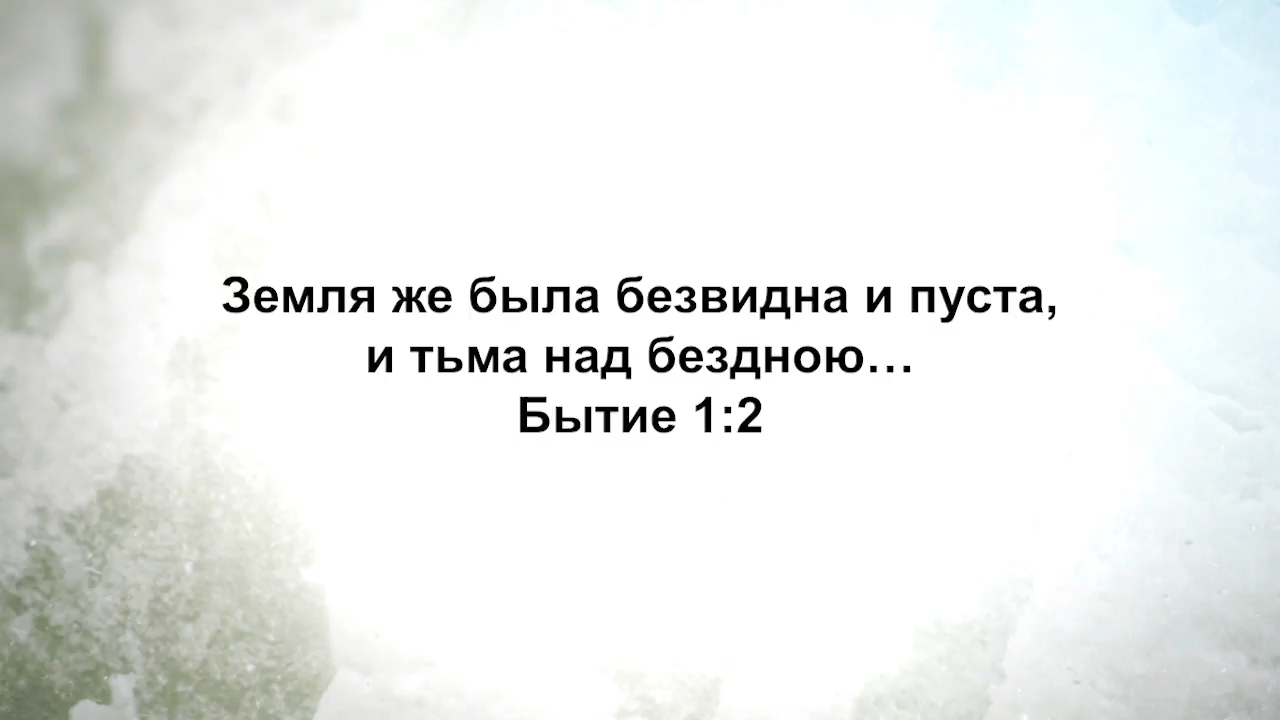 Земля же была безвидна и пуста,
и тьма над бездною…
Бытие 1:2